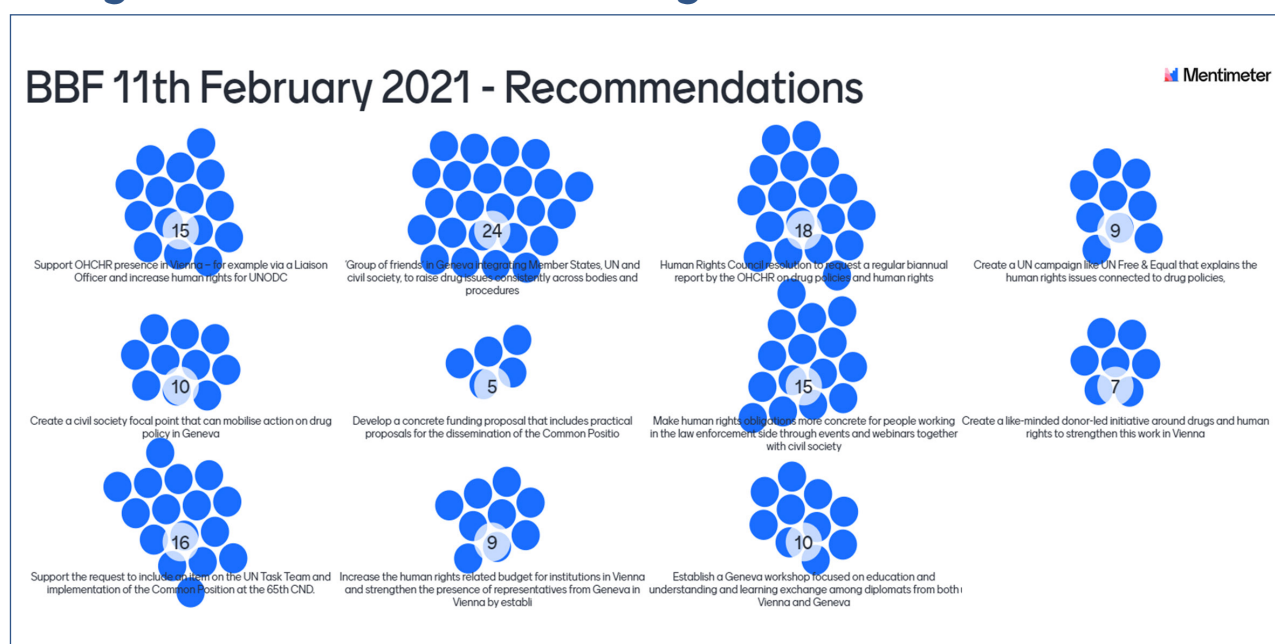 BBF 11th February 2021 - Recommendations
Mentimeter
15
Support OHCHR presence in Vienna – for example via a Liaison
Officer and increase human rights for UNODC
24
'Group of friends' in Geneva integrating Member States, UN and
civil society, to raise drug issues consistently across bodies and
procedures
18
Human Rights Council resolution to request a regular biannual
report by the OHCHR on drug policies and human rights
9
Create a UN campaign like UN Free & Equal that explains the
human rights issues connected to drug policies,
10
Create a civil society focal point that can mobilise action on drug
policy in Geneva
5
Develop a concrete funding proposal that includes practical
proposals for the dissemination of the Common Positio
15
Make human rights obligations more concrete for people working
in the law enforcement side through events and webinars together
with civil society
7
Create a like-minded donor-led initiative around drugs and human
rights to strengthen this work in Vienna
16
Support the request to include an item on the UN Task Team and
implementation of the Common Position at the 65th CND.
9
Increase the human rights related budget for institutions in Vienna
and strengthen the presence of representatives from Geneva in
Vienna by establi
10
Establish a Geneva workshop focused on education and
understanding and learning exchange among diplomats from both
Vienna and Geneva